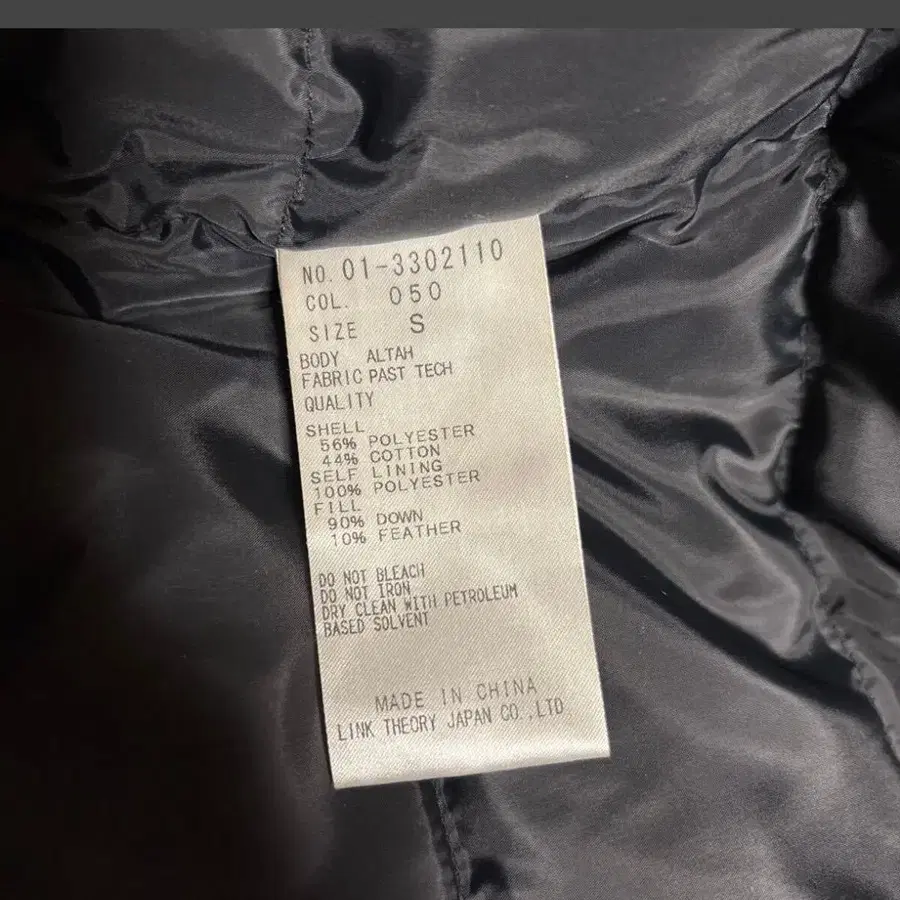 NO. 01-3302110
COL. 050
SIZE S
BODY ALTAH
FABRIC PAST TECH
QUALITY
SHELL
56% POLYESTER
44% COTTON
SELF LINING
100% POLYESTER
FILL
90% DOWN
10% FEATHER
DO NOT BLEACH
DO NOT IRON
DRY CLEAN WITH PETROLEUM
BASED SOLVENT
MADE IN CHINA
LINK THEORY JAPAN CO.,LTD